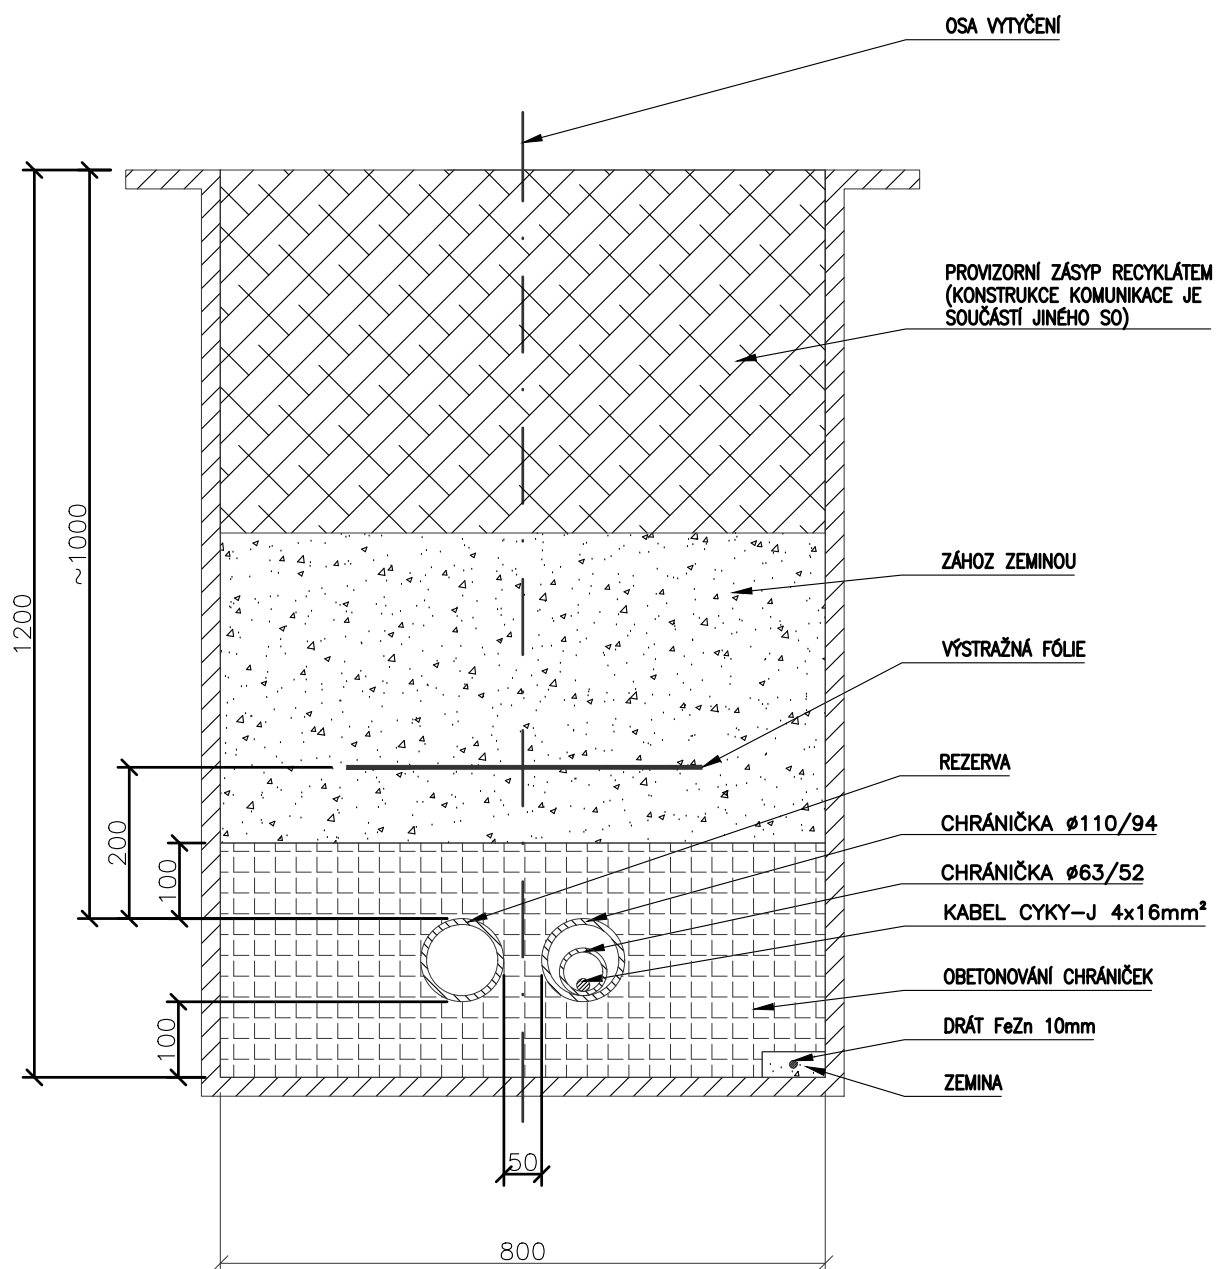 OSA VYTYČENÍ
PROVIZORNÍ ZÁSYP RECYKLÁTEM
(KONSTRUKCE KOMUNIKACE JE
SOUČÁSTÍ JINÉHO SO)
~1000
1200
ZÁHOZ ZEMINOU
VÝSTRAŽNÁ FÓLIE
REZERVA
200
100
CHRÁNIČKA Ø110/94
CHRÁNIČKA Ø63/52
KABEL CYKY-J 4x16mm²
OBETONOVÁNÍ CHRÁNIČEK
100
DRÁT FeZn 10mm
ZEMINA
50
800